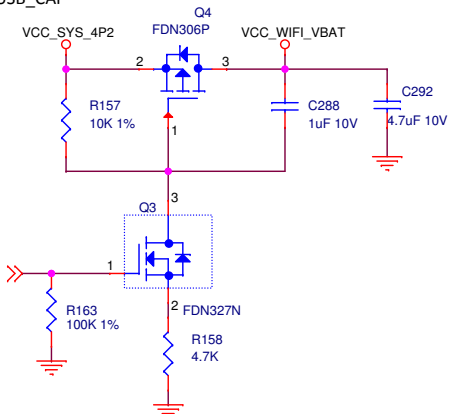 Q4
FDN306P
VCC_SYS_4P2
VCC_WIFI_VBAT
2
3
R157
10K 1%
1
C288
1uF 10V
C292
4.7uF 10V
3
Q3
1
2
FDN327N
R163
100K 1%
R158
4.7K